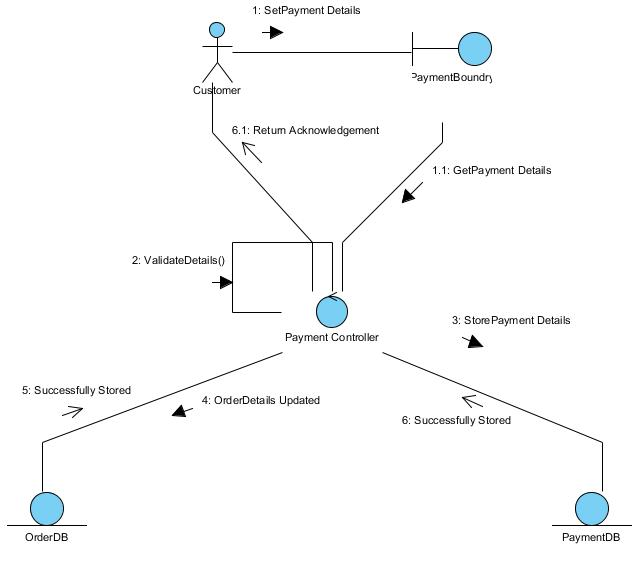 1: SetPayment Details
Customer
PaymentBoundry
6.1: Return Acknowledgement
1.1: GetPayment Details
2: ValidateDetails()
3: StorePayment Details
Payment Controller
5: Successfully Stored
4: OrderDetails Updated
6: Successfully Stored
OrderDB
PaymentDB